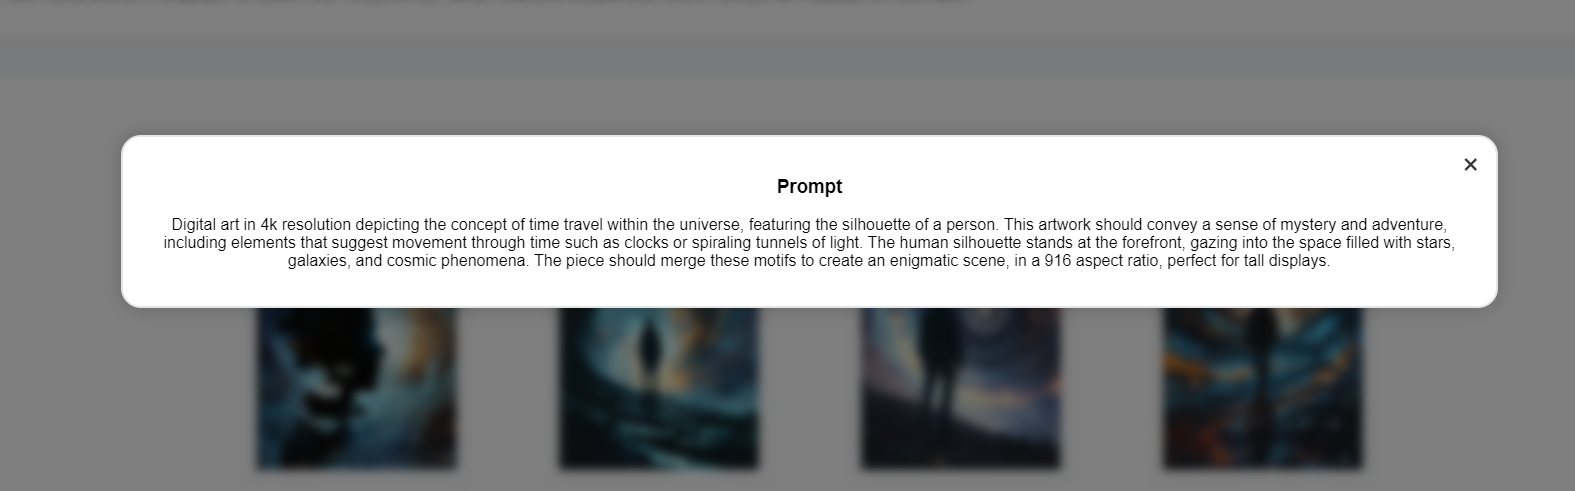 Prompt
Digital art in 4k resolution depicting the concept of time travel within the universe, featuring the silhouette of a person. This artwork should convey a sense of mystery and adventure,
including elements that suggest movement through time such as clocks or spiraling tunnels of light. The human silhouette stands at the forefront, gazing into the space filled with stars,
galaxies, and cosmic phenomena. The piece should merge these motifs to create an enigmatic scene, in a 916 aspect ratio, perfect for tall displays.